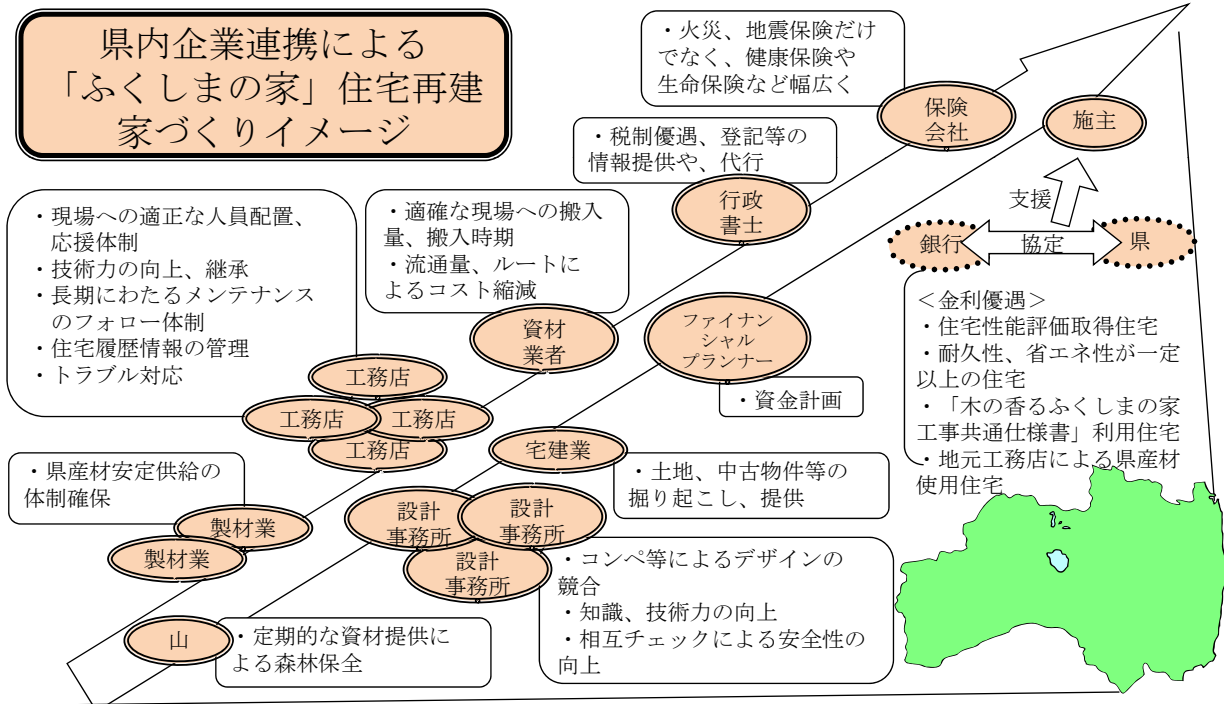 県内企業連携による
「ふくしまの家」住宅再建
家づくりイメージ
・火災、地震保険だけ
でなく、健康保険や
生命保険など幅広く
保険
会社
施主
・税制優遇、登記等の
情報提供や、代行
行政
書士
支援
銀行
協定
県
＜金利優遇＞
・住宅性能評価取得住宅
・耐久性、省エネ性が一定
以上の住宅
・「木の香るふくしまの家
工事共通仕様書」利用住宅
・地元工務店による県産材
使用住宅
・現場への適正な人員配置、
応援体制
・技術力の向上、継承
・長期にわたるメンテナンス
のフォロー体制
・住宅履歴情報の管理
・トラブル対応
・適確な現場への搬入
量、搬入時期
・流通量、ルートに
よるコスト縮減
資材
業者
ファイナン
シャル
プランナー
・資金計画
工務店
工務店
工務店
工務店
宅建業
・土地、中古物件等の
掘り起こし、提供
・県産材安定供給の
体制確保
製材業
製材業
設計
事務所
設計
事務所
設計
事務所
・コンペ等によるデザインの
競合
・知識、技術力の向上
・相互チェックによる安全性の
向上
山
・定期的な資材提供に
よる森林保全